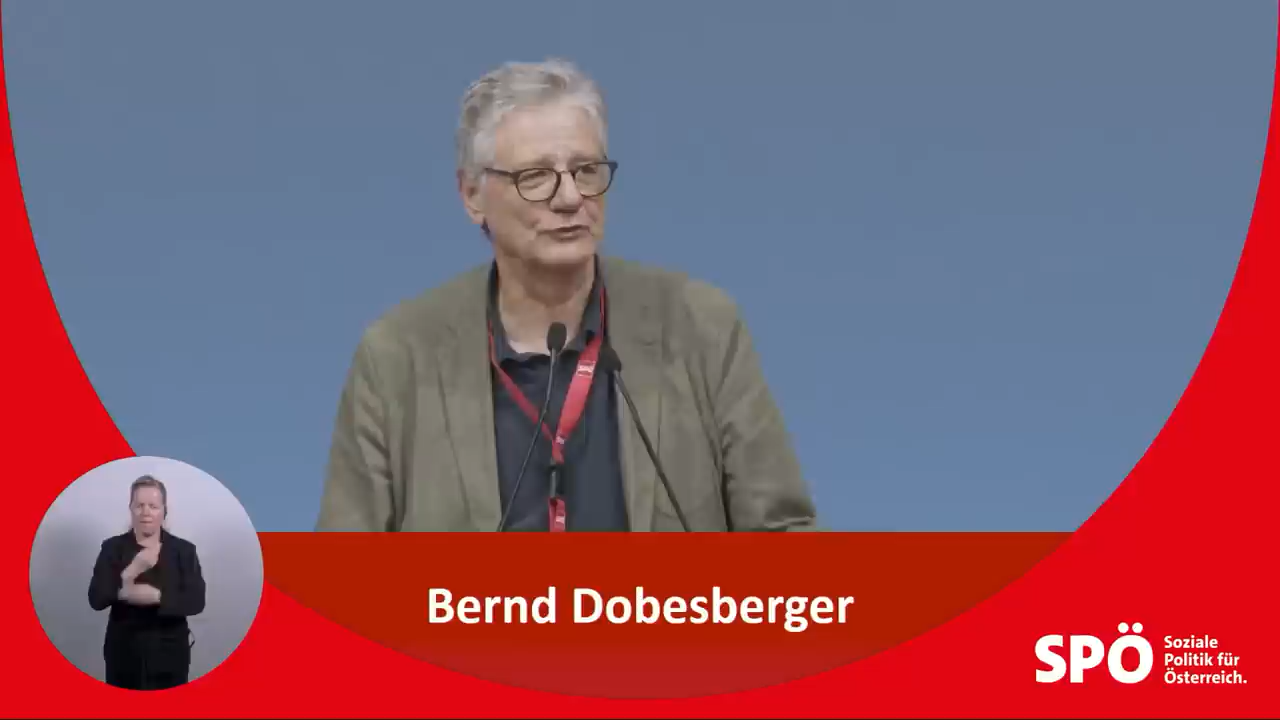 Bernd Dobesberger
SPÖ
Soziale
Politik für
Österreich.